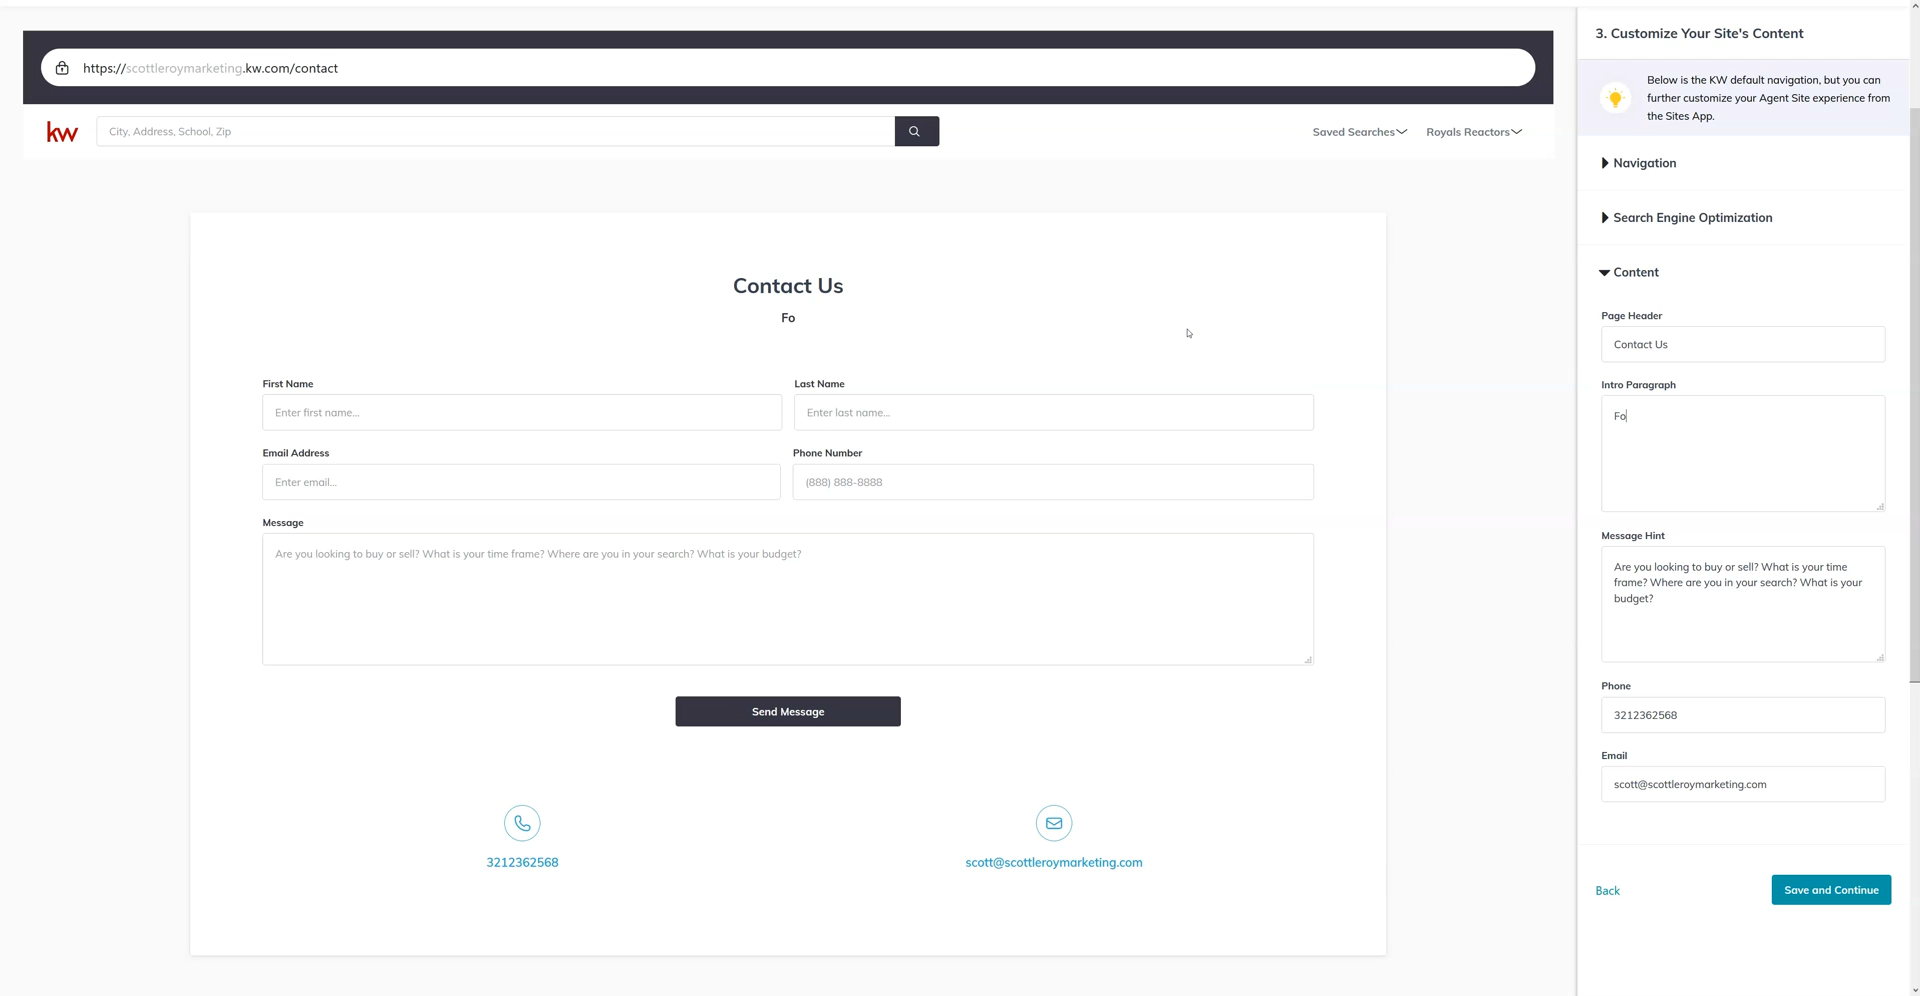 https://scottleroymarketing.kw.com/contact
kw
City, Address, School, Zip
Saved Searches
Royals Reactors
Contact Us
Fo
First Name
Last Name
Enter first name...
Enter last name...
Email Address
Phone Number
Enter email...
(888) 888-8888
Message
Are you looking to buy or sell? What is your time frame? Where are you in your search? What is your budget?
Send Message
3212362568
scott@scottleroymarketing.com
3. Customize Your Site's Content
Below is the KW default navigation, but you can
further customize your Agent Site experience from
the Sites App.
Navigation
Search Engine Optimization
Content
Page Header
Contact Us
Intro Paragraph
Fo
Message Hint
Are you looking to buy or sell? What is your time
frame? Where are you in your search? What is your
budget?
Phone
3212362568
Email
scott@scottleroymarketing.com
Back
Save and Continue